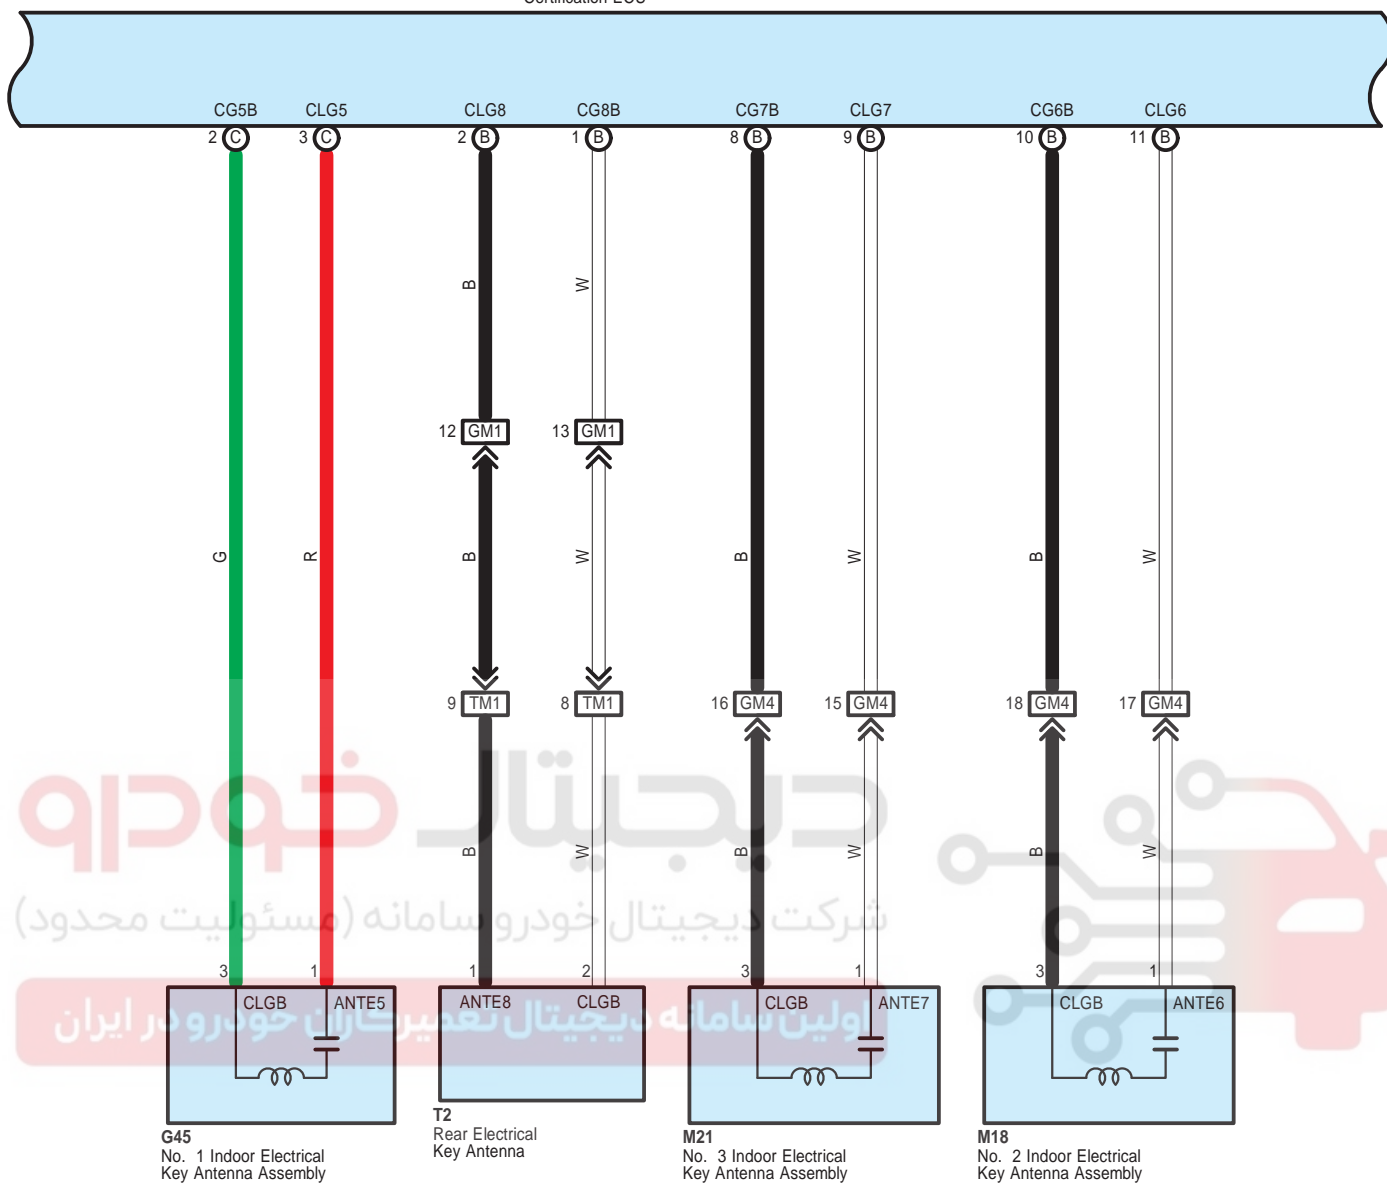 Certification ECU
CG5B CLG5 CLG8 CG8B CG7B CLG7 CG6B CLG6
2 C 3 C 2 B 1 B 8 B 9 B 10 B 11 B
B W
12 GM1 13 GM1
G R B W B W B W
9 TM1 8 TM1 16 GM4 15 GM4 18 GM4 17 GM4
دیجیتال خودرو
B W B W B W
شرکت دیجیتال خودرو سامانه (مسئولیت محدود)
3 1 1 2 3 1 3 1
CLGB ANTE5 ANTE8 CLGB CLGB ANTE7 CLGB ANTE6
اولین سامانه دیجیتال تعمیرکاران خودرو در ایران
G45
No. 1 Indoor Electrical
Key Antenna Assembly
T2
Rear Electrical
Key Antenna
M21
No. 3 Indoor Electrical
Key Antenna Assembly
M18
No. 2 Indoor Electrical
Key Antenna Assembly